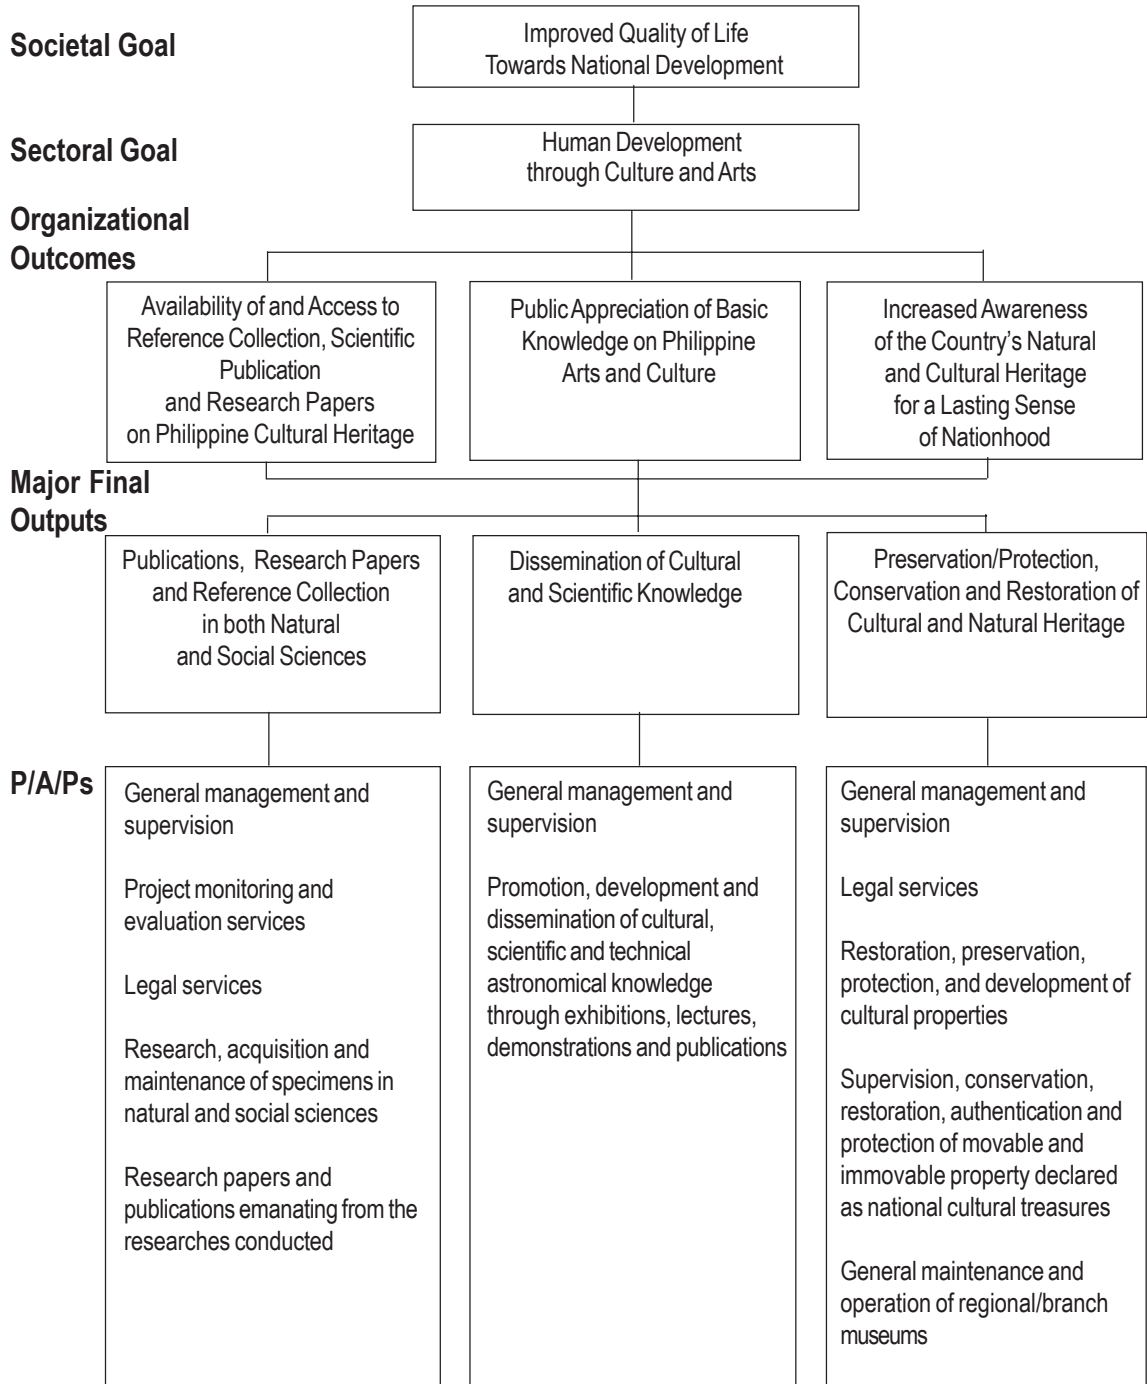 Societal Goal
Improved Quality of Life
Towards National Development
Sectoral Goal
Human Development
through Culture and Arts
Organizational
Outcomes
Availability of and Access to
Reference Collection, Scientific
Publication
and Research Papers
on Philippine Cultural Heritage
Public Appreciation of Basic
Knowledge on Philippine
Arts and Culture
Increased Awareness
of the Country's Natural
and Cultural Heritage
for a Lasting Sense
of Nationhood
Major Final
Outputs
Publications, Research Papers
and Reference Collection
in both Natural
and Social Sciences
Dissemination of Cultural
and Scientific Knowledge
Preservation/Protection,
Conservation and Restoration of
Cultural and Natural Heritage
P/A/Ps
General management and
supervision
Project monitoring and
evaluation services
Legal services
Research, acquisition and
maintenance of specimens in
natural and social sciences
Research papers and
publications emanating from the
researches conducted
General management and
supervision
Promotion, development and
dissemination of cultural,
scientific and technical
astronomical knowledge
through exhibitions, lectures,
demonstrations and publications
General management and
supervision
Legal services
Restoration, preservation,
protection, and development of
cultural properties
Supervision, conservation,
restoration, authentication and
protection of movable and
immovable property declared
as national cultural treasures
General maintenance and
operation of regional/branch
museums